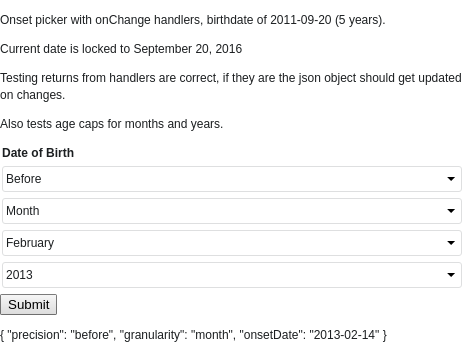 Onset picker with onChange handlers, birthdate of 2011-09-20 (5 years).
Current date is locked to September 20, 2016
Testing returns from handlers are correct, if they are the json object should get updated
on changes.
Also tests age caps for months and years.
Date of Birth
Before
Month
February
2013
Submit
{ "precision": "before", "granularity": "month", "onsetDate": "2013-02-14" }